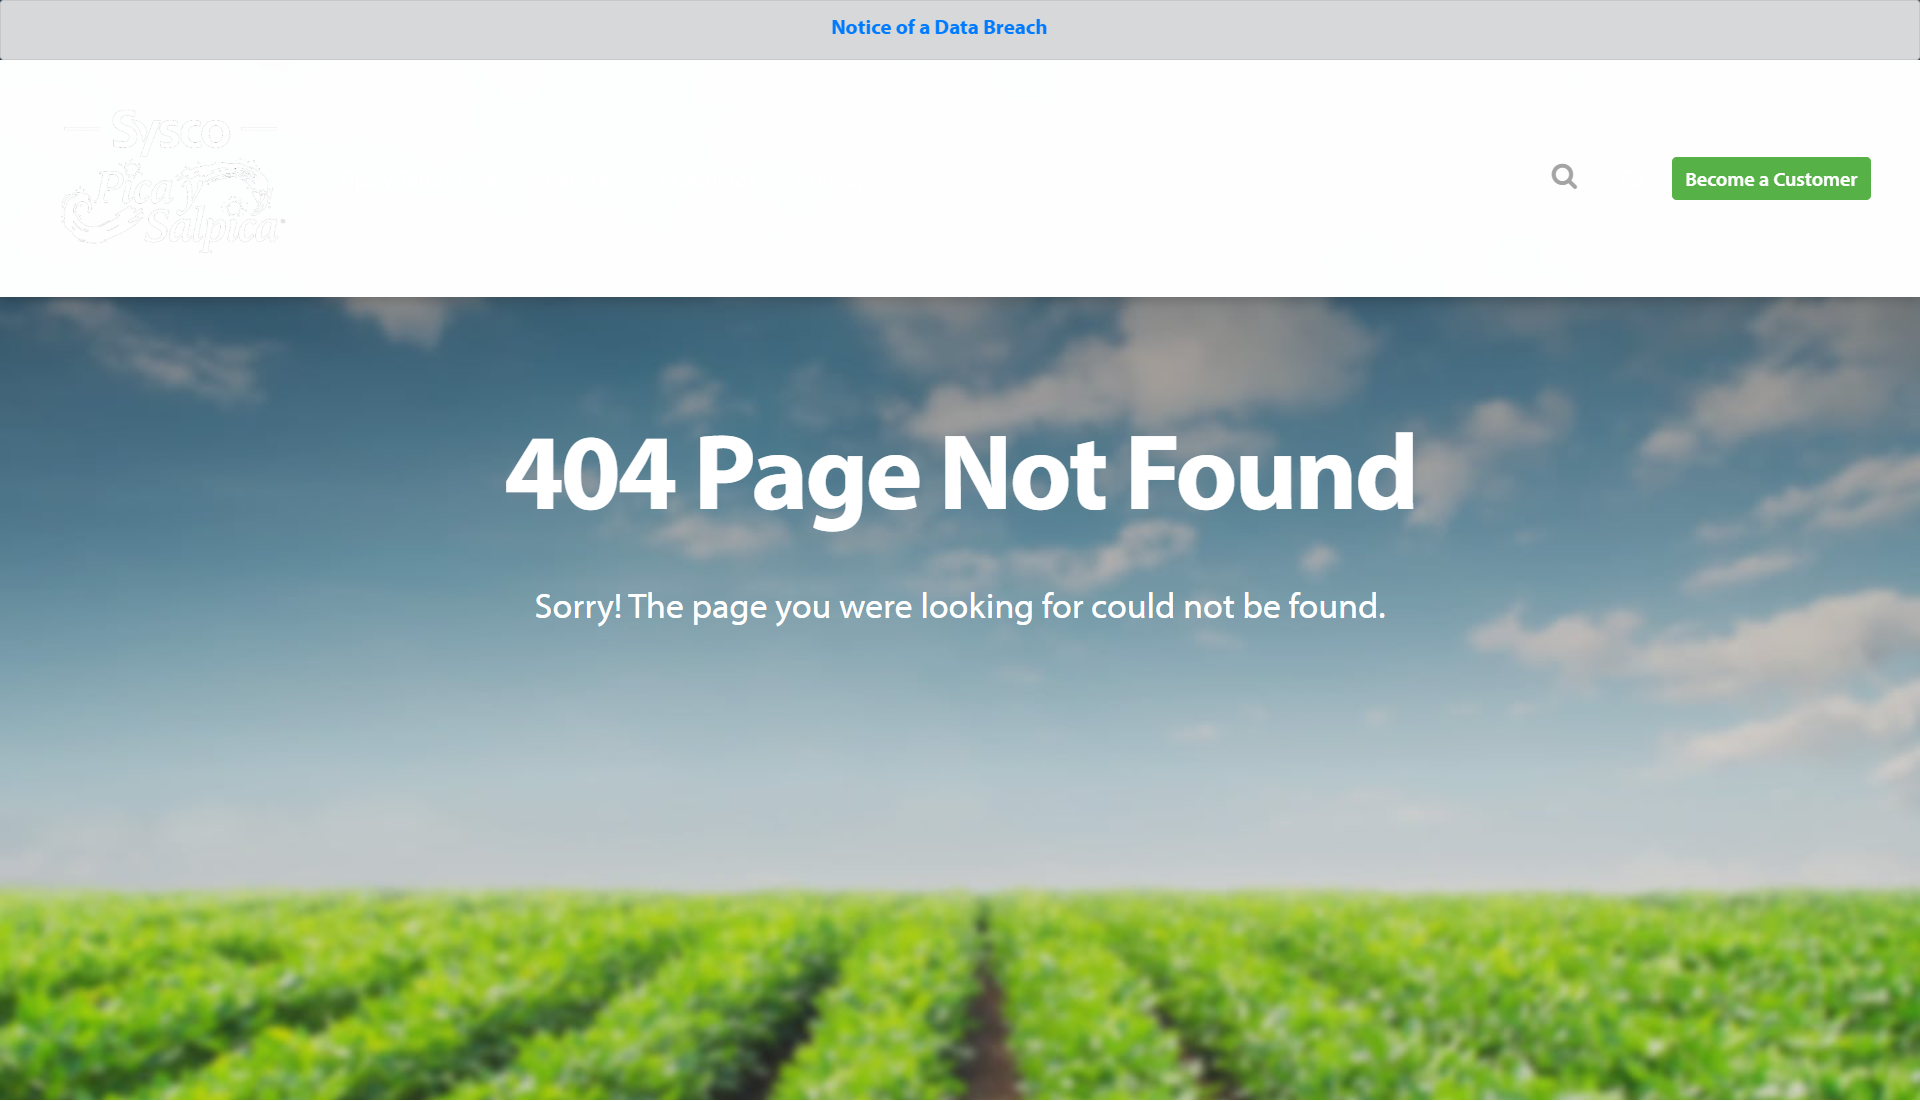 Notice of a Data Breach
Sysco
Pica y
Salpica
Become a Customer
404 Page Not Found
Sorry! The page you were looking for could not be found.